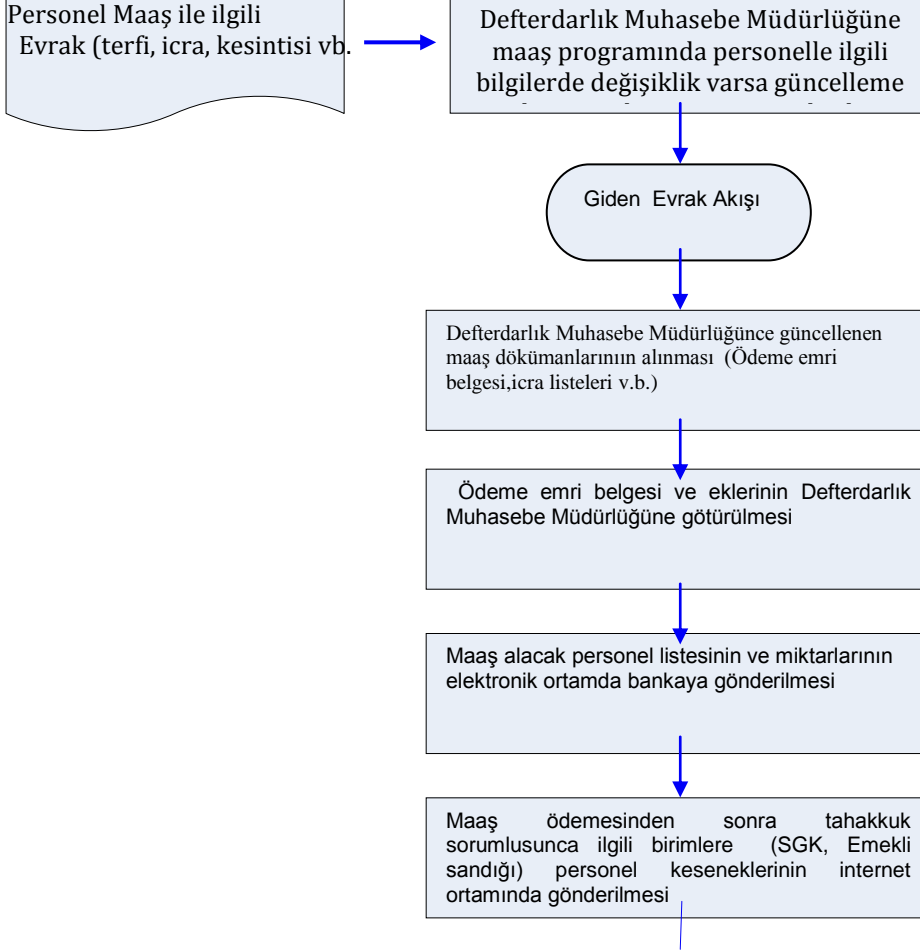 Personel Maaş ile ilgili
Evrak (terfi, icra, kesintisi vb.
Defterdarlık Muhasebe Müdürlüğüne
maaş programında personelle ilgili
bilgilerde değişiklik varsa güncelleme
Giden Evrak Akışı
Defterdarlık Muhasebe Müdürlüğünce güncellenen
maaş dökümanlarınıın alınması (Ödeme emri
belgesi,icra listeleri v.b.)
Ödeme emri belgesi ve eklerinin Defterdarlık
Muhasebe Müdürlüğüne götürülmesi
Maaş alacak personel listesinin ve miktarlarının
elektronik ortamda bankaya gönderilmesi
Maaş ödemesinden sonra tahakkuk
sorumlusunca ilgili birimlere (SGK, Emekli
sandığı) personel keseneklerinin internet
ortamında gönderilmesi